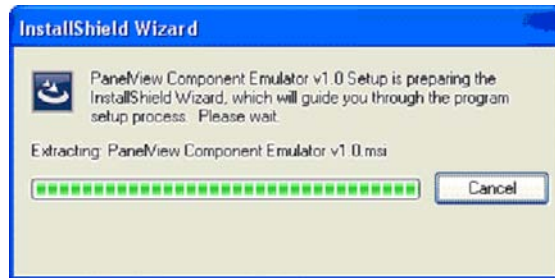 InstallShield Wizard
PanelView Component Emulator v1.0 Setup is preparing the
InstallShield Wizard, which will guide you through the program
setup process. Please wait.
Extracting: PanelView Component Emulator v1.0.msi
Cancel